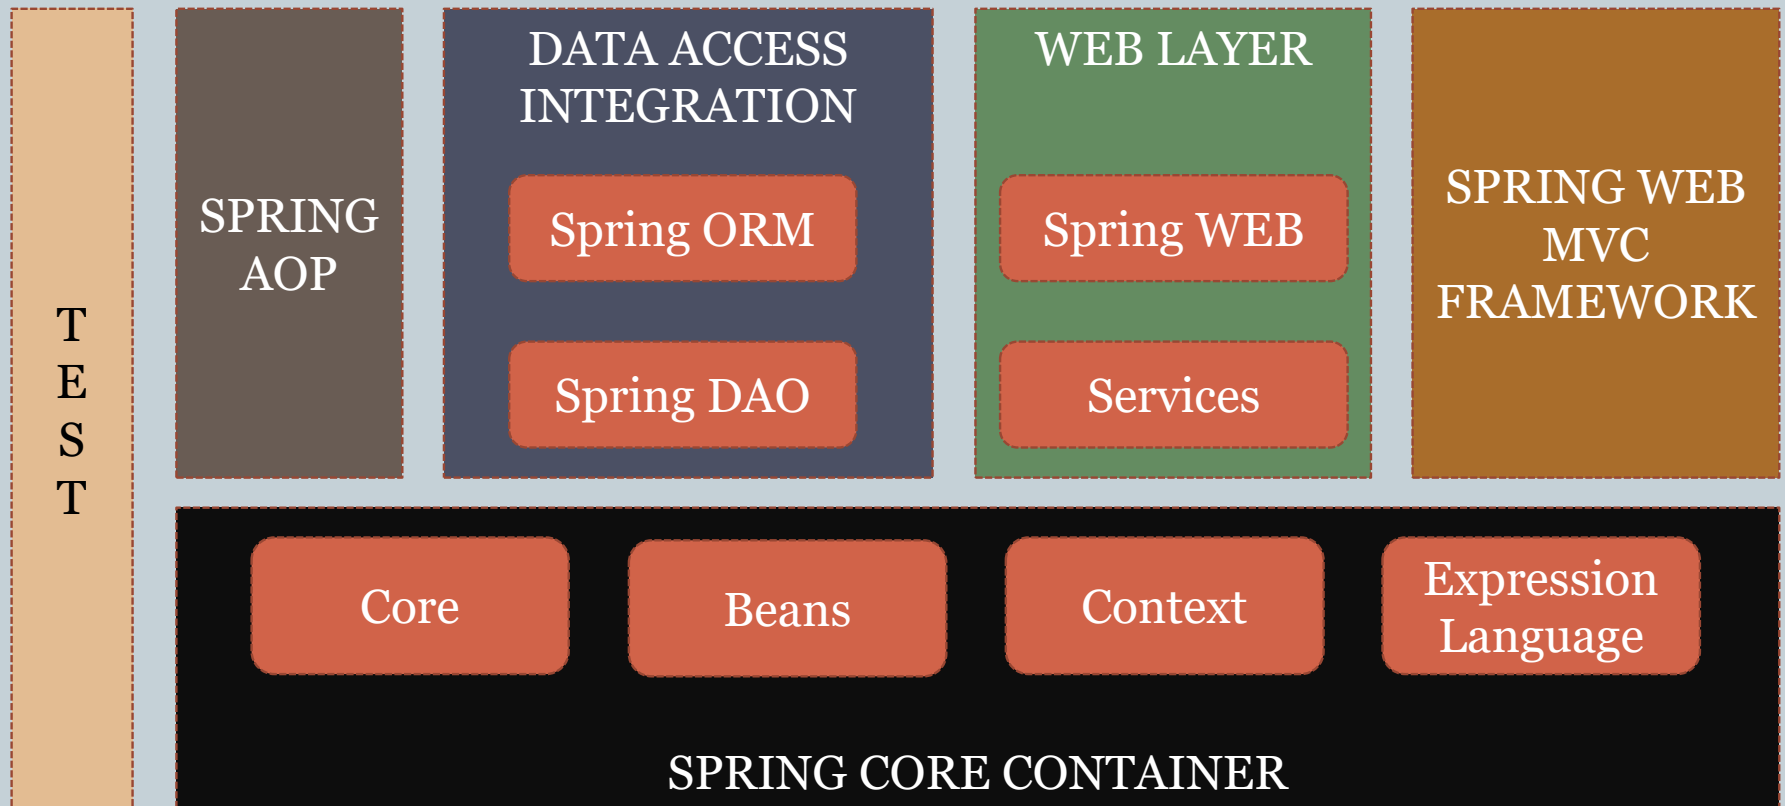 T
E
S
T
SPRING
AOP
DATA ACCESS
INTEGRATION
Spring ORM
Spring DAO
WEB LAYER
Spring WEB
Services
SPRING WEB
MVC
FRAMEWORK
Core
Beans
Context
Expression
Language
SPRING CORE CONTAINER